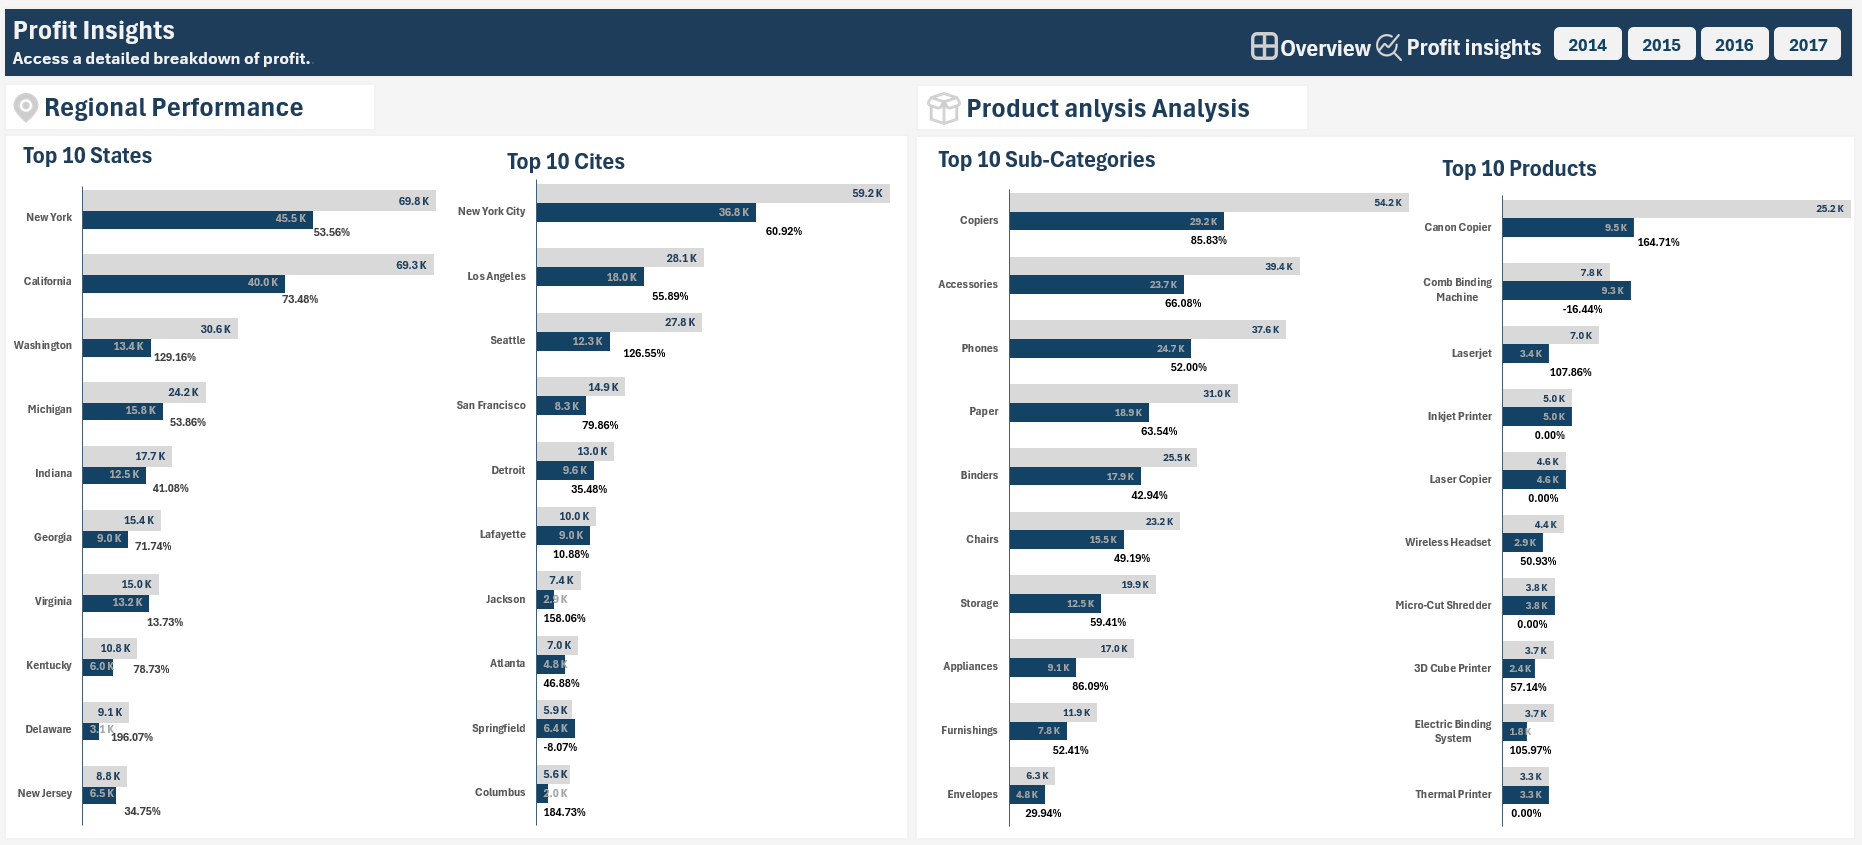 Profit Insights
Access a detailed breakdown of profit.
Overview
Profit insights
2014
2015
2016
2017
Regional Performance
Product anlysis Analysis
Top 10 States
New York
69.8 K
45.5 K
53.56%
California
69.3 K
40.0 K
73.48%
Washington
30.6 K
13.4 K
129.16%
Michigan
24.2 K
15.8 K
53.86%
Indiana
17.7 K
12.5 K
41.08%
Georgia
15.4 K
9.0 K
71.74%
Virginia
15.0 K
13.2 K
13.73%
Kentucky
10.8 K
6.0 K
78.73%
Delaware
9.1 K
3.1 K
196.07%
New Jersey
8.8 K
6.5 K
34.75%
Top 10 Cites
New York City
59.2 K
36.8 K
60.92%
Los Angeles
28.1 K
18.0 K
55.89%
Seattle
27.8 K
12.3 K
126.55%
San Francisco
14.9 K
8.3 K
79.86%
Detroit
13.0 K
9.6 K
35.48%
Lafayette
10.0 K
9.0 K
10.88%
Jackson
7.4 K
2.9 K
158.06%
Atlanta
7.0 K
4.8 K
46.88%
Springfield
5.9 K
6.4 K
-8.07%
Columbus
5.6 K
2.0 K
184.73%
Top 10 Sub-Categories
Copiers
54.2 K
29.2 K
85.83%
Accessories
39.4 K
23.7 K
66.08%
Phones
37.6 K
24.7 K
52.00%
Paper
31.0 K
18.9 K
63.54%
Binders
25.5 K
17.9 K
42.94%
Chairs
23.2 K
15.5 K
49.19%
Storage
19.9 K
12.5 K
59.41%
Appliances
17.0 K
9.1 K
86.09%
Furnishings
11.9 K
7.8 K
52.41%
Envelopes
6.3 K
4.8 K
29.94%
Top 10 Products
Canon Copier
25.2 K
9.5 K
164.71%
Comb Binding
Machine
7.8 K
9.3 K
-16.44%
Laserjet
7.0 K
3.4 K
107.86%
Inkjet Printer
5.0 K
5.0 K
0.00%
Laser Copier
4.6 K
4.6 K
0.00%
Wireless Headset
4.4 K
2.9 K
50.93%
Micro-Cut Shredder
3.8 K
3.8 K
0.00%
3D Cube Printer
3.7 K
2.4 K
57.14%
Electric Binding
System
3.7 K
1.8 K
105.97%
Thermal Printer
3.3 K
3.3 K
0.00%